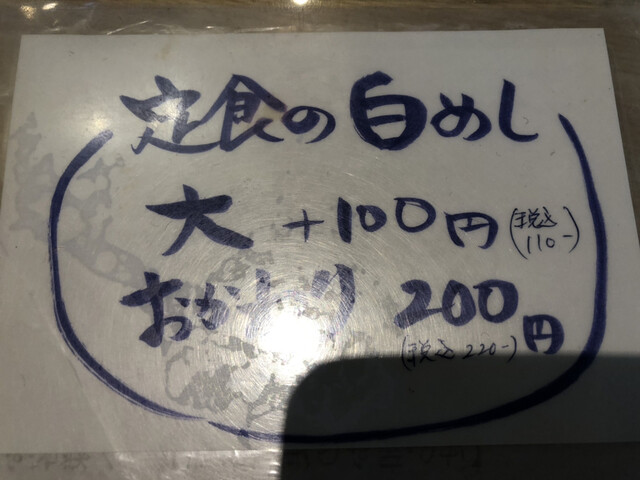 定食の白めし
大 +100円(税込110-)
おかわり 200円
(税込220-)